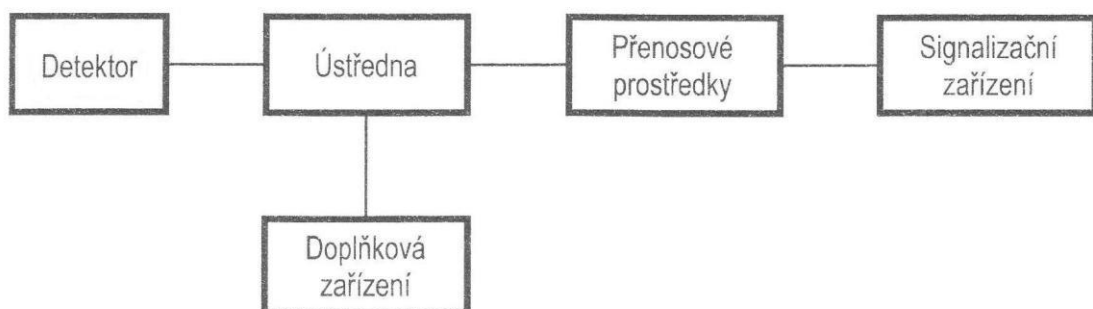 Detektor
Ústředna
Přenosové
prostředky
Signalizační
zařízení
Doplňková
zařízení